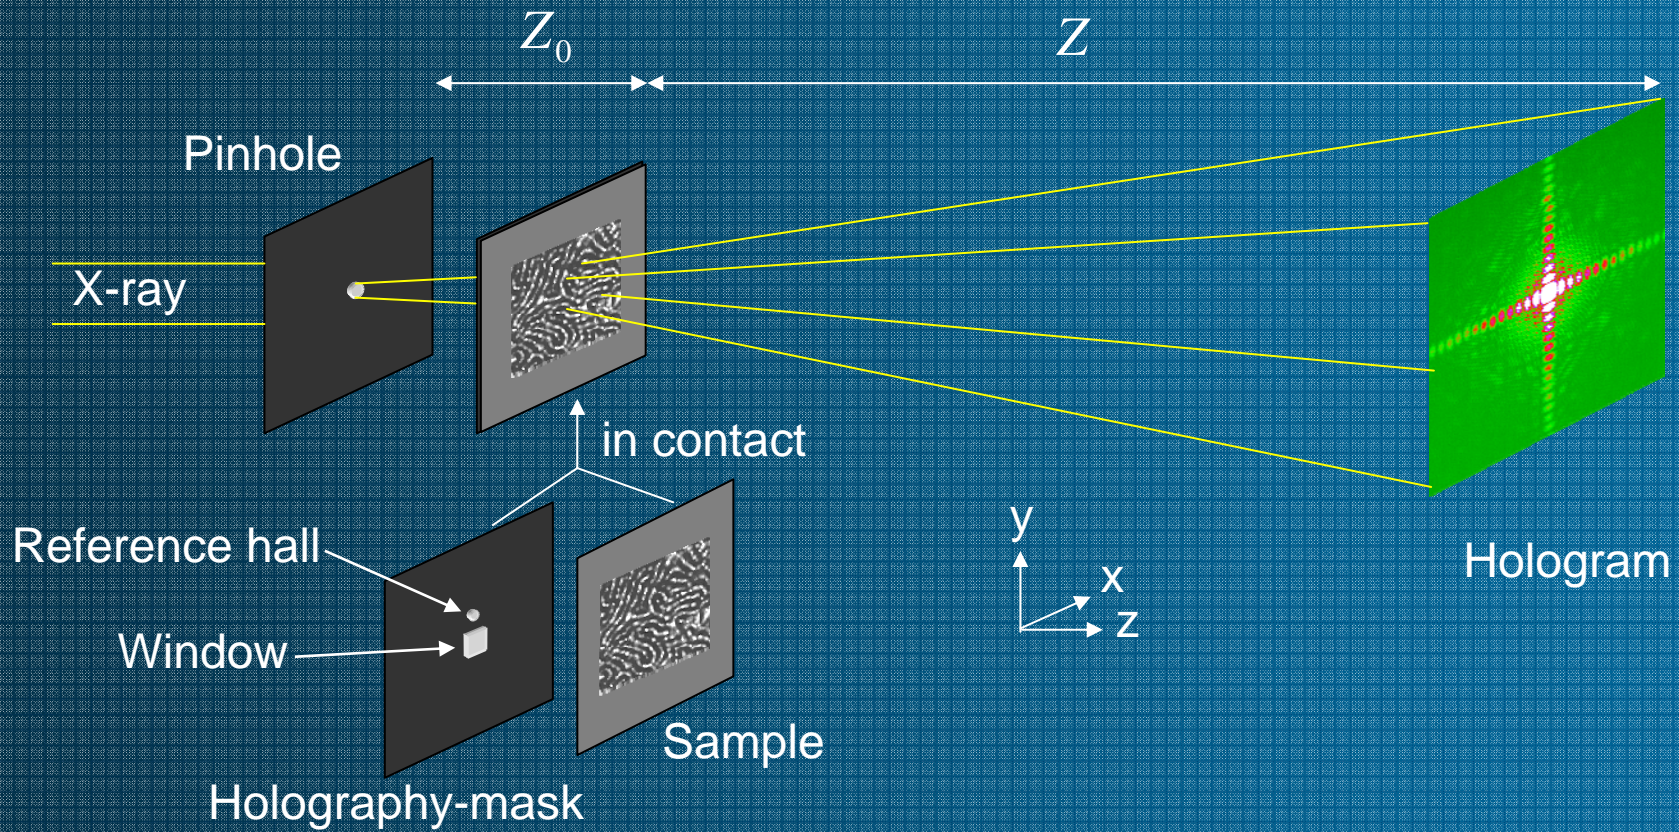 Z₀
Z
Pinhole
X-ray
in contact
Reference hall
Window
y
x
z
Hologram
Sample
Holography-mask